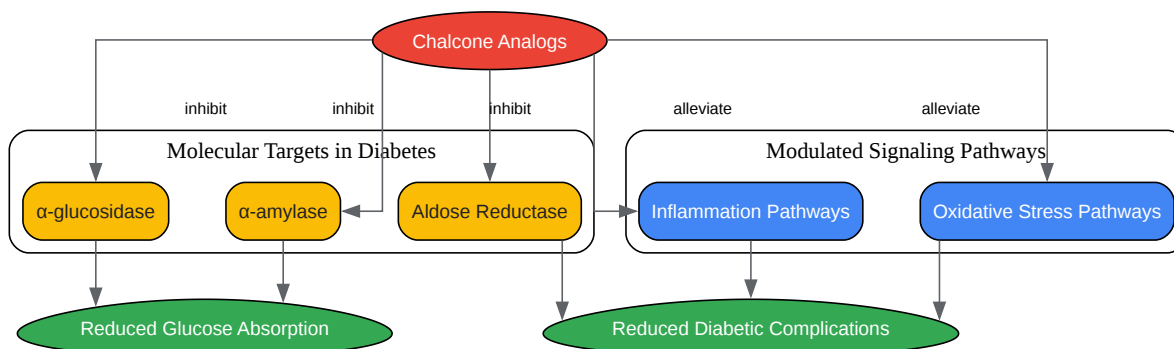 Chalcone Analogs
inhibit
inhibit
inhibit
alleviate
alleviate
Molecular Targets in Diabetes
Modulated Signaling Pathways
α-glucosidase
α-amylase
Aldose Reductase
Inflammation Pathways
Oxidative Stress Pathways
Reduced Glucose Absorption
Reduced Diabetic Complications